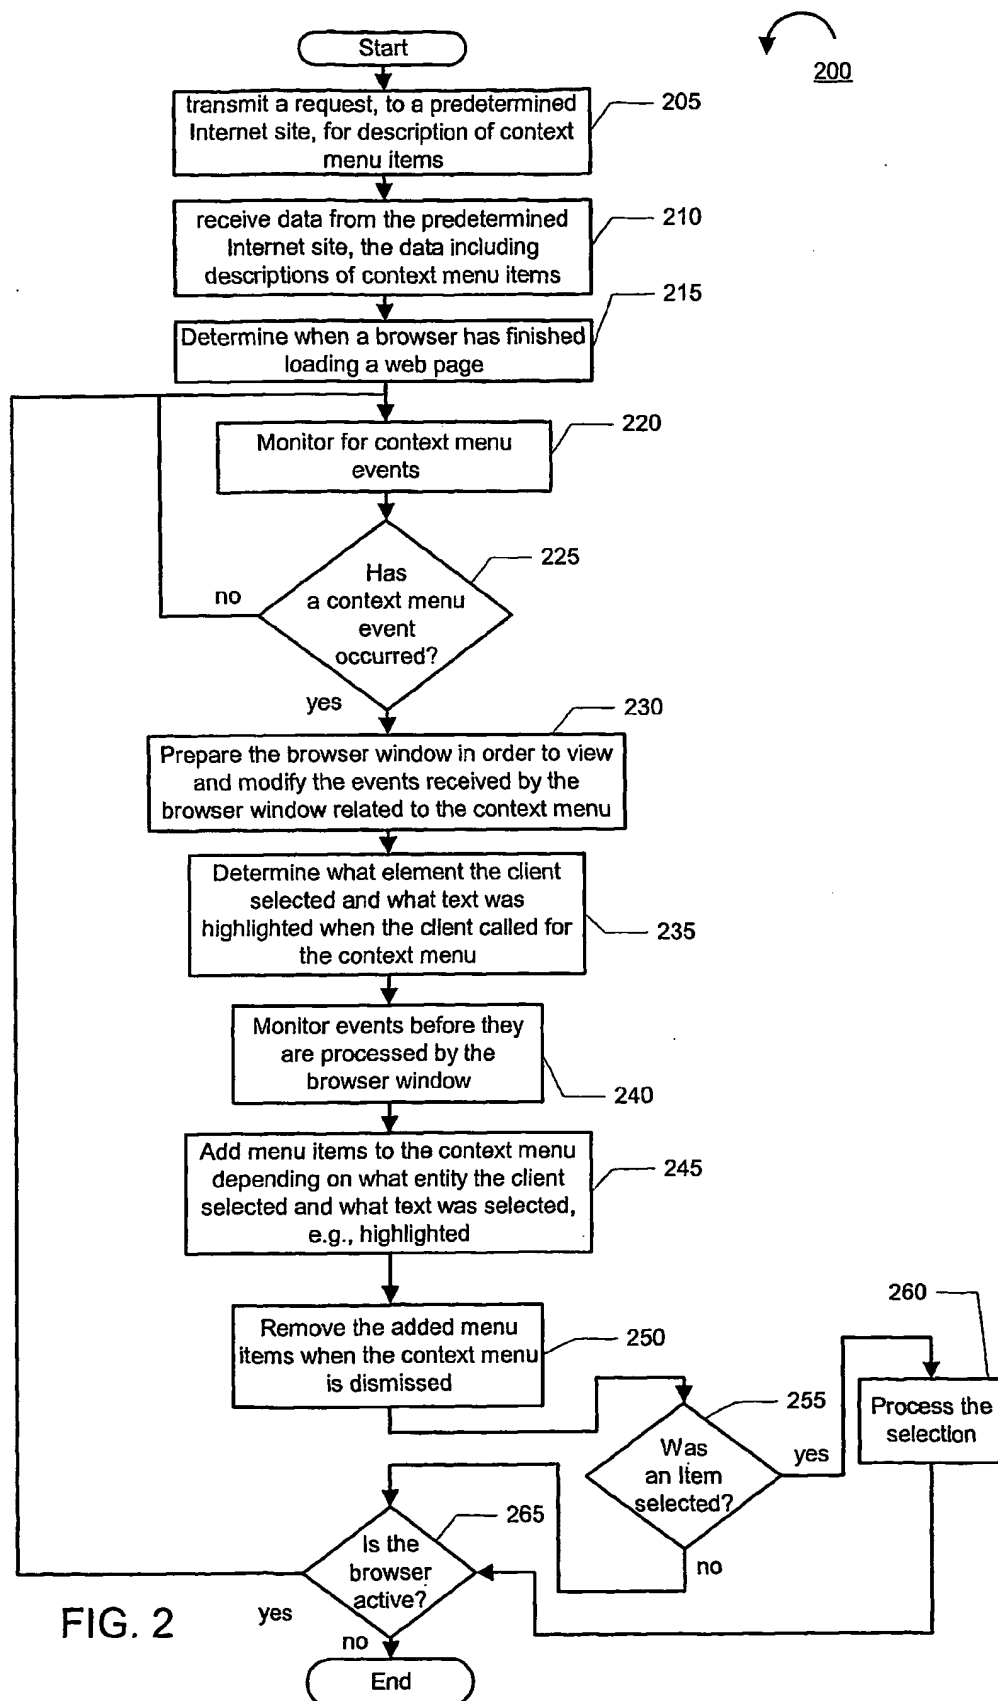 Start
200
transmit a request, to a predetermined
Internet site, for description of context
menu items
205
receive data from the predetermined
Internet site, the data including
descriptions of context menu items
210
215
Determine when a browser has finished
loading a web page
220
Monitor for context menu
events
225
Has
a context menu
event
occurred?
no
yes
230
Prepare the browser window in order to view
and modify the events received by the
browser window related to the context menu
Determine what element the client
selected and what text was
highlighted when the client called for
the context menu
235
Monitor events before they
are processed by the
browser window
240
Add menu items to the context menu
depending on what entity the client
selected and what text was selected,
e.g., highlighted
245
Remove the added menu
items when the context menu
is dismissed
250
255
Was
an Item
selected?
yes
no
260
Process the
selection
265
Is the
browser
active?
yes
no
End
FIG. 2